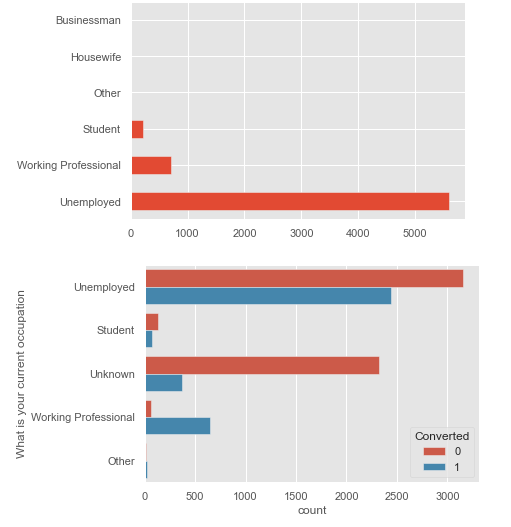 Businessman
Housewife
Other
Student
Working Professional
Unemployed
0 1000 2000 3000 4000 5000
What is your current occupation
Unemployed
Student
Unknown
Working Professional
Other
Converted
0
1
0 500 1000 1500 2000 2500 3000
count